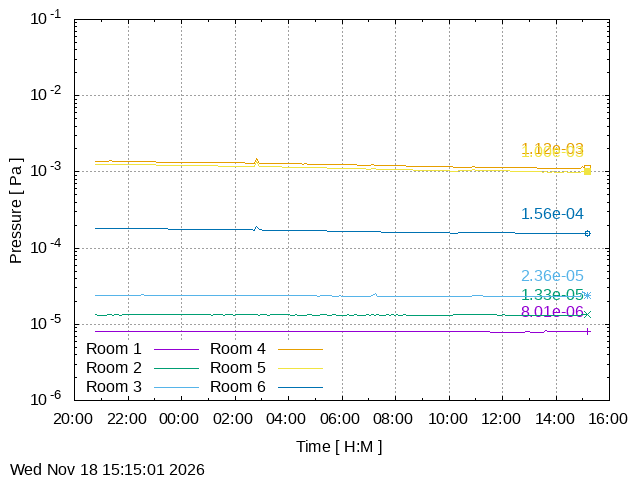 10^-1
10^-2
10^-3
10^-4
10^-5
10^-6
Pressure [ Pa ]
1.12e-03
1.56e-04
2.36e-05
1.33e-05
8.01e-06
Room 1 Room 4
Room 2 Room 5
Room 3 Room 6
20:00 22:00 00:00 02:00 04:00 06:00 08:00 10:00 12:00 14:00 16:00
Time [ H:M ]
Wed Nov 18 15:15:01 2026